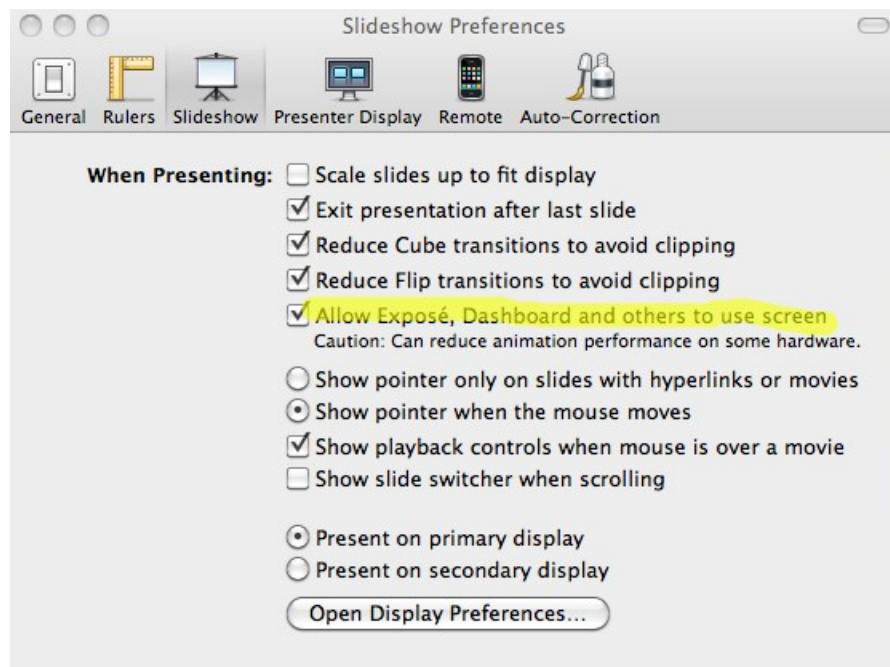 Slideshow Preferences
General Rulers Slideshow Presenter Display Remote Auto-Correction
When Presenting: Scale slides up to fit display
Exit presentation after last slide
Reduce Cube transitions to avoid clipping
Reduce Flip transitions to avoid clipping
Allow Exposé, Dashboard and others to use screen
Caution: Can reduce animation performance on some hardware.
Show pointer only on slides with hyperlinks or movies
Show pointer when the mouse moves
Show playback controls when mouse is over a movie
Show slide switcher when scrolling
Present on primary display
Present on secondary display
Open Display Preferences...